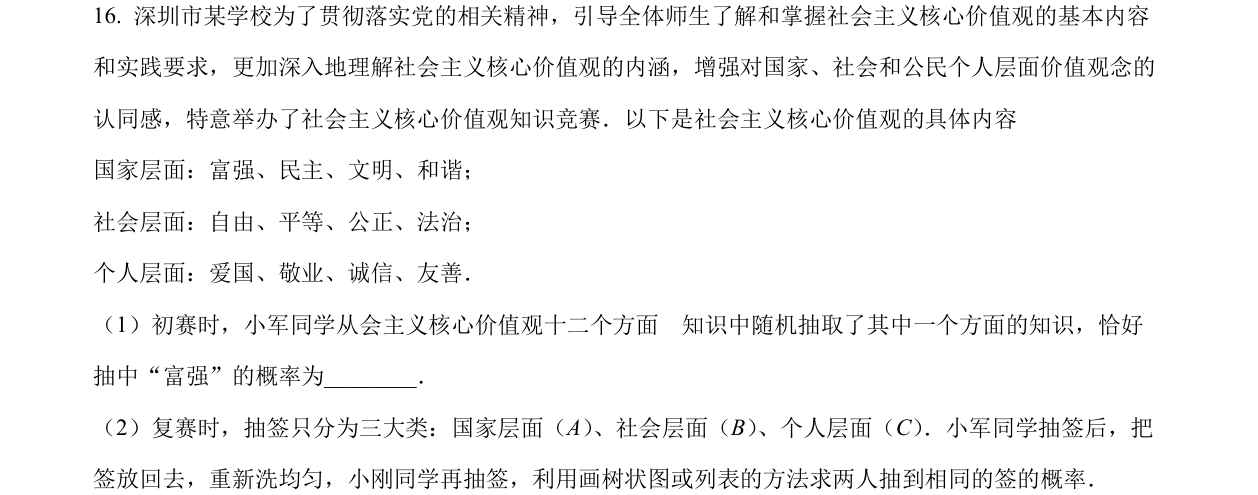 16. 深圳市某学校为了贯彻落实党的相关精神，引导全体师生了解和掌握社会主义核心价值观的基本内容
和实践要求，更加深入地理解社会主义核心价值观的内涵，增强对国家、社会和公民个人层面价值观念的
认同感，特意举办了社会主义核心价值观知识竞赛．以下是社会主义核心价值观的具体内容
国家层面：富强、民主、文明、和谐；
社会层面：自由、平等、公正、法治；
个人层面：爱国、敬业、诚信、友善．
（1）初赛时，小军同学从会主义核心价值观十二个方面 知识中随机抽取了其中一个方面的知识，恰好
抽中“富强”的概率为________．
（2）复赛时，抽签只分为三大类：国家层面（A）、社会层面（B）、个人层面（C）．小军同学抽签后，把
签放回去，重新洗均匀，小刚同学再抽签，利用画树状图或列表的方法求两人抽到相同的签的概率．